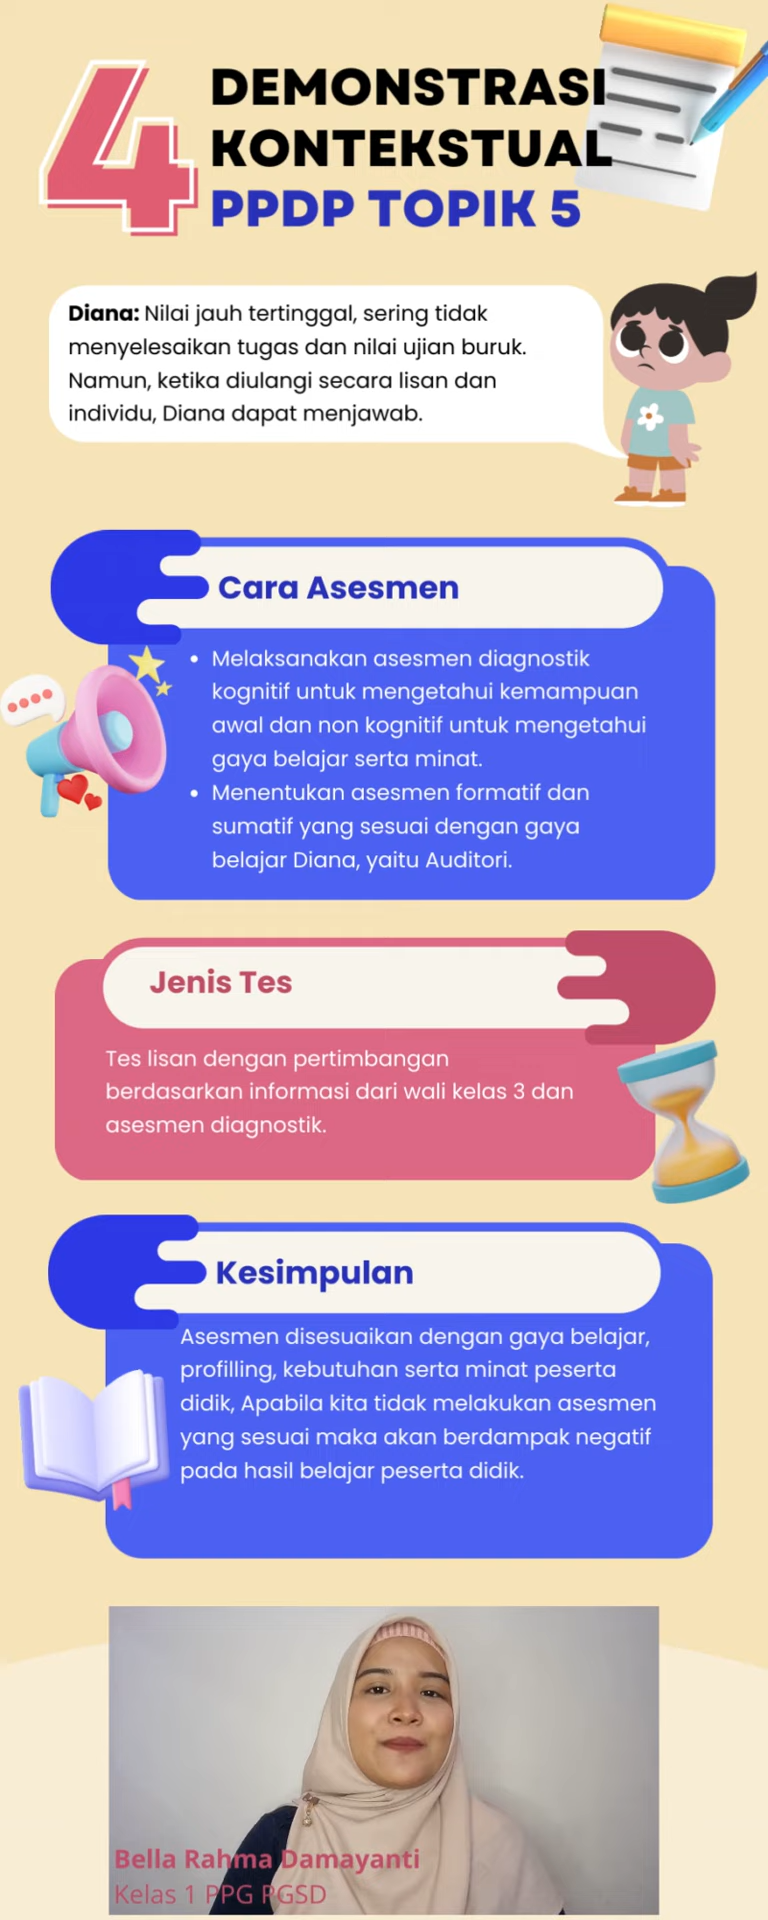 4
DEMONSTRASI
KONTEKSTUAL
PPDP TOPIK 5
Diana: Nilai jauh tertinggal, sering tidak
menyelesaikan tugas dan nilai ujian buruk.
Namun, ketika diulangi secara lisan dan
individu, Diana dapat menjawab.
Cara Asesmen
• Melaksanakan asesmen diagnostik
kognitif untuk mengetahui kemampuan
awal dan non kognitif untuk mengetahui
gaya belajar serta minat.
• Menentukan asesmen formatif dan
sumatif yang sesuai dengan gaya
belajar Diana, yaitu Auditori.
Jenis Tes
Tes lisan dengan pertimbangan
berdasarkan informasi dari wali kelas 3 dan
asesmen diagnostik.
Kesimpulan
Asesmen disesuaikan dengan gaya belajar,
profilling, kebutuhan serta minat peserta
didik, Apabila kita tidak melakukan asesmen
yang sesuai maka akan berdampak negatif
pada hasil belajar peserta didik.
Bella Rahma Damayanti
Kelas 1 PPG PGSD